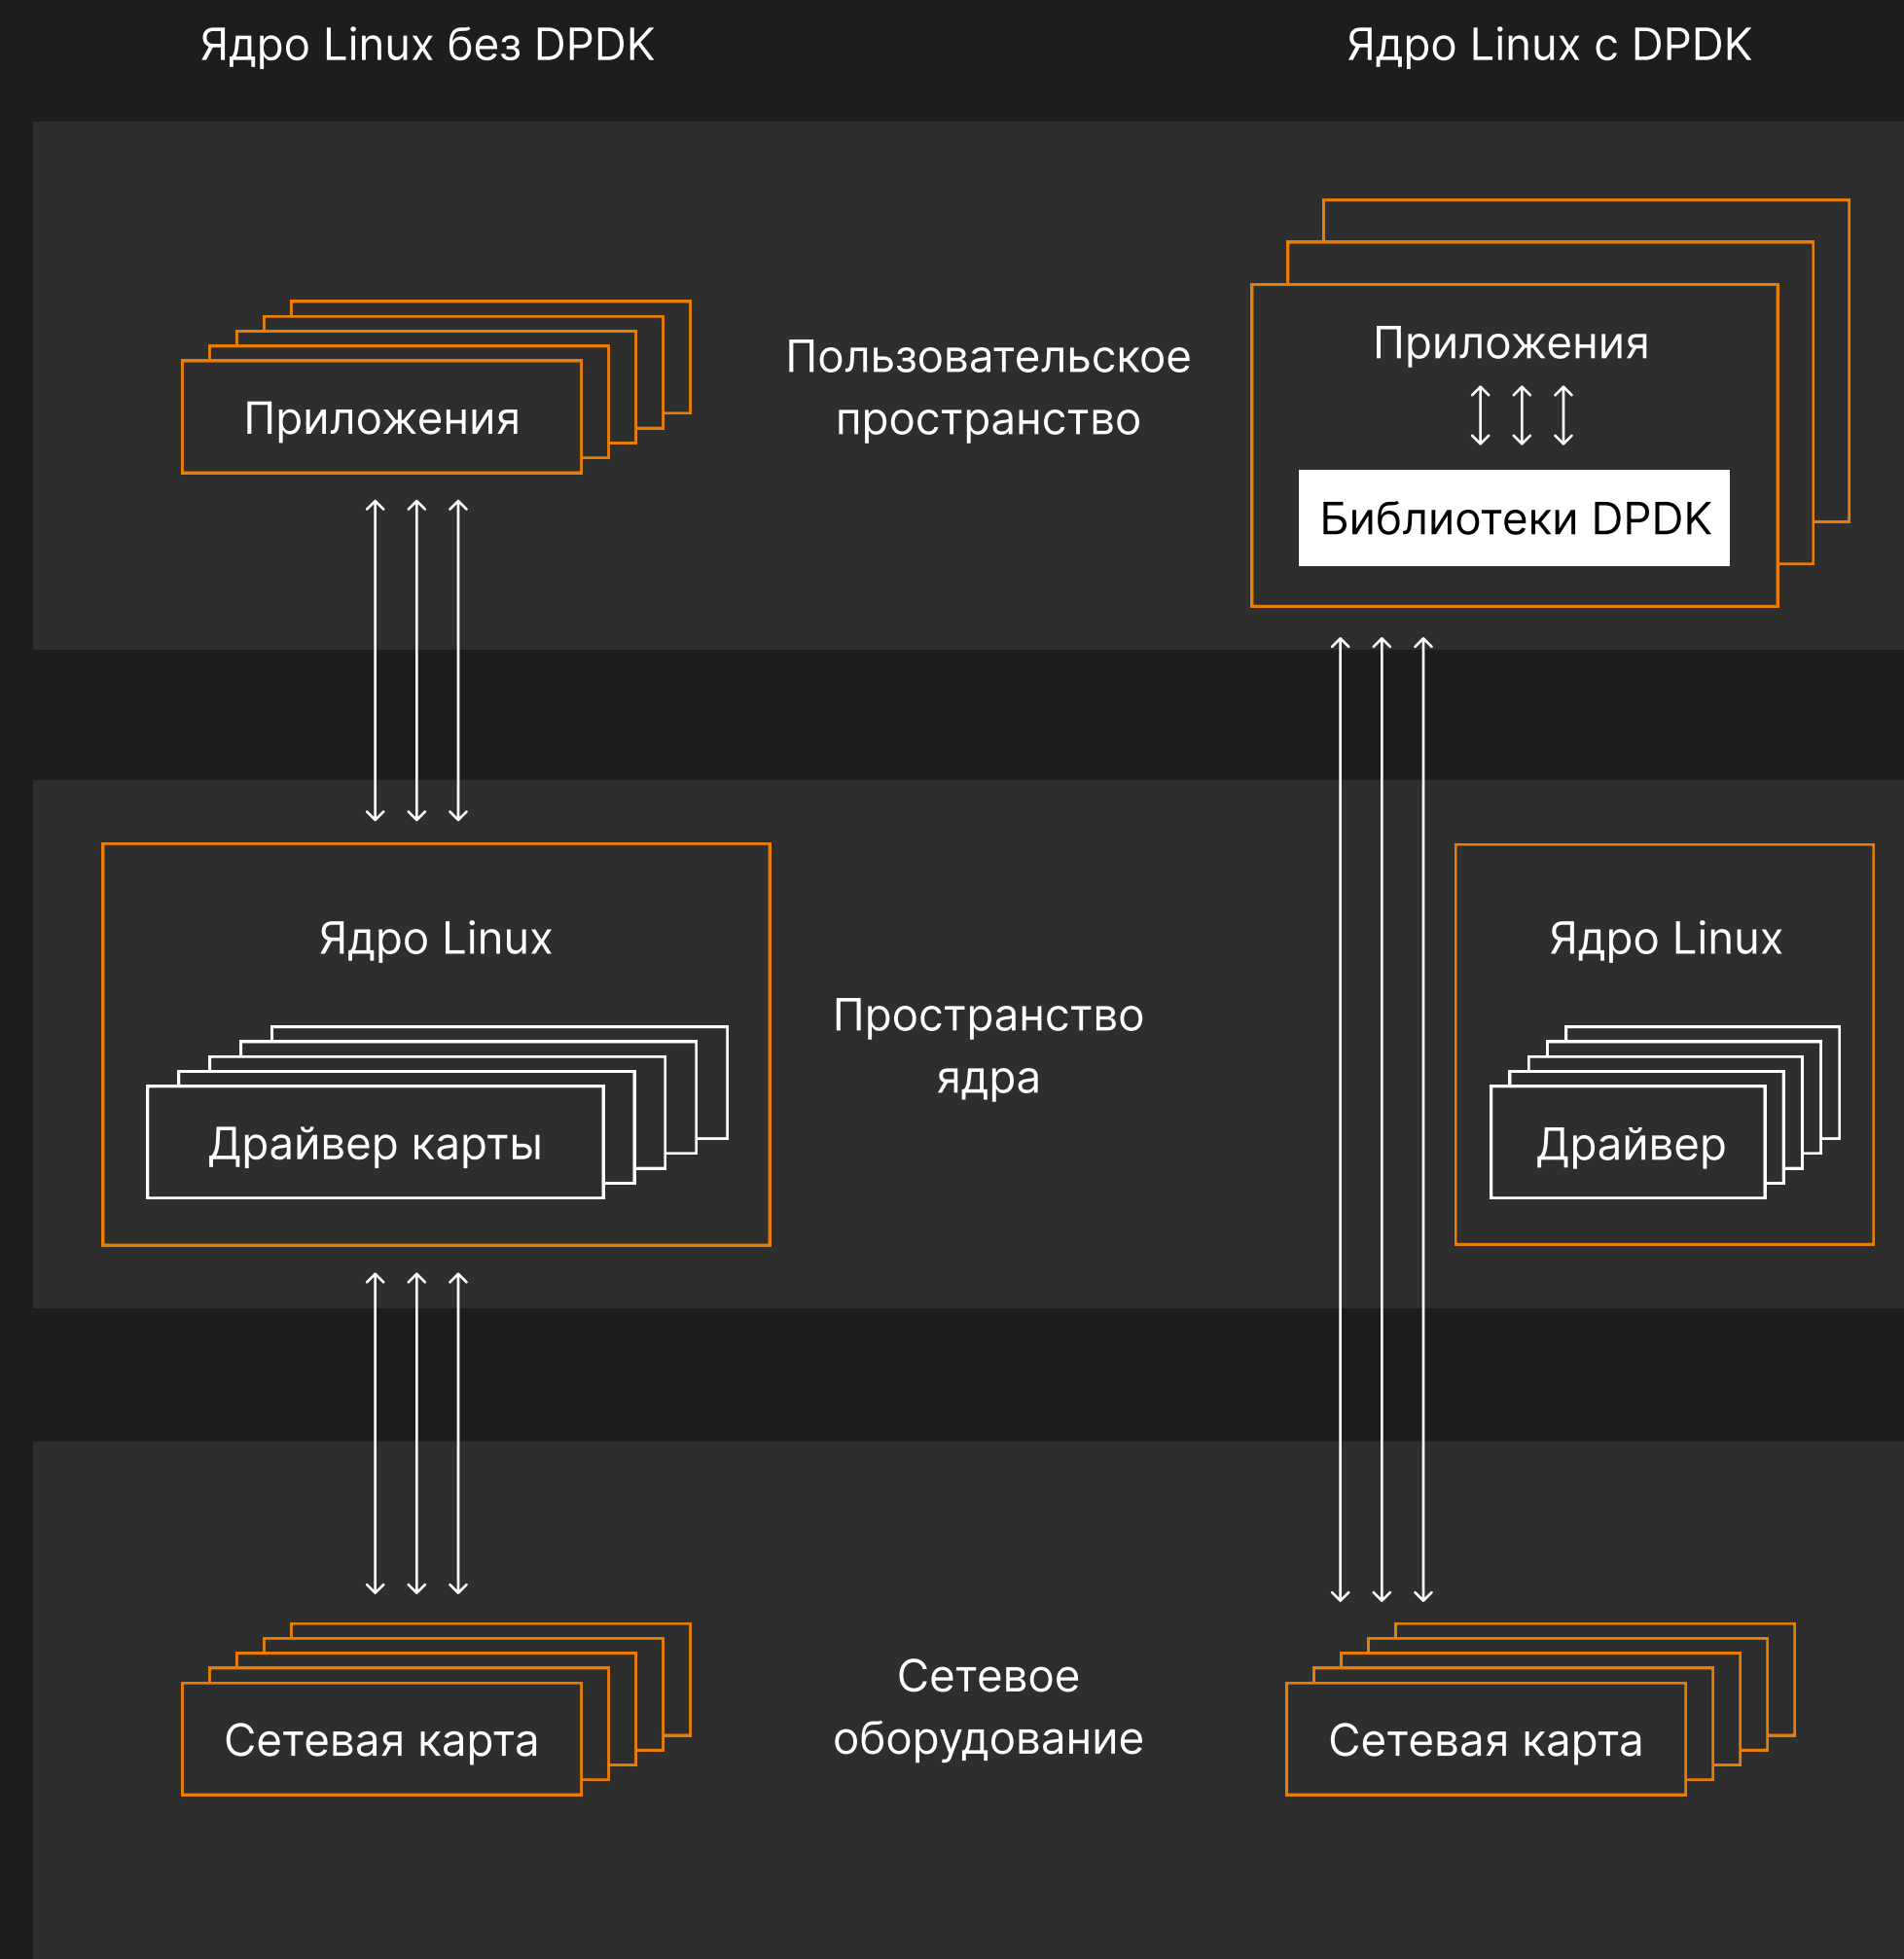 Ядро Linux без DPDK
Ядро Linux с DPDK
Приложения
Пользовательское
пространство
Приложения
Библиотеки DPDK
Ядро Linux
Драйвер карты
Пространство
ядра
Ядро Linux
Драйвер
Сетевая карта
Сетевое
оборудование
Сетевая карта